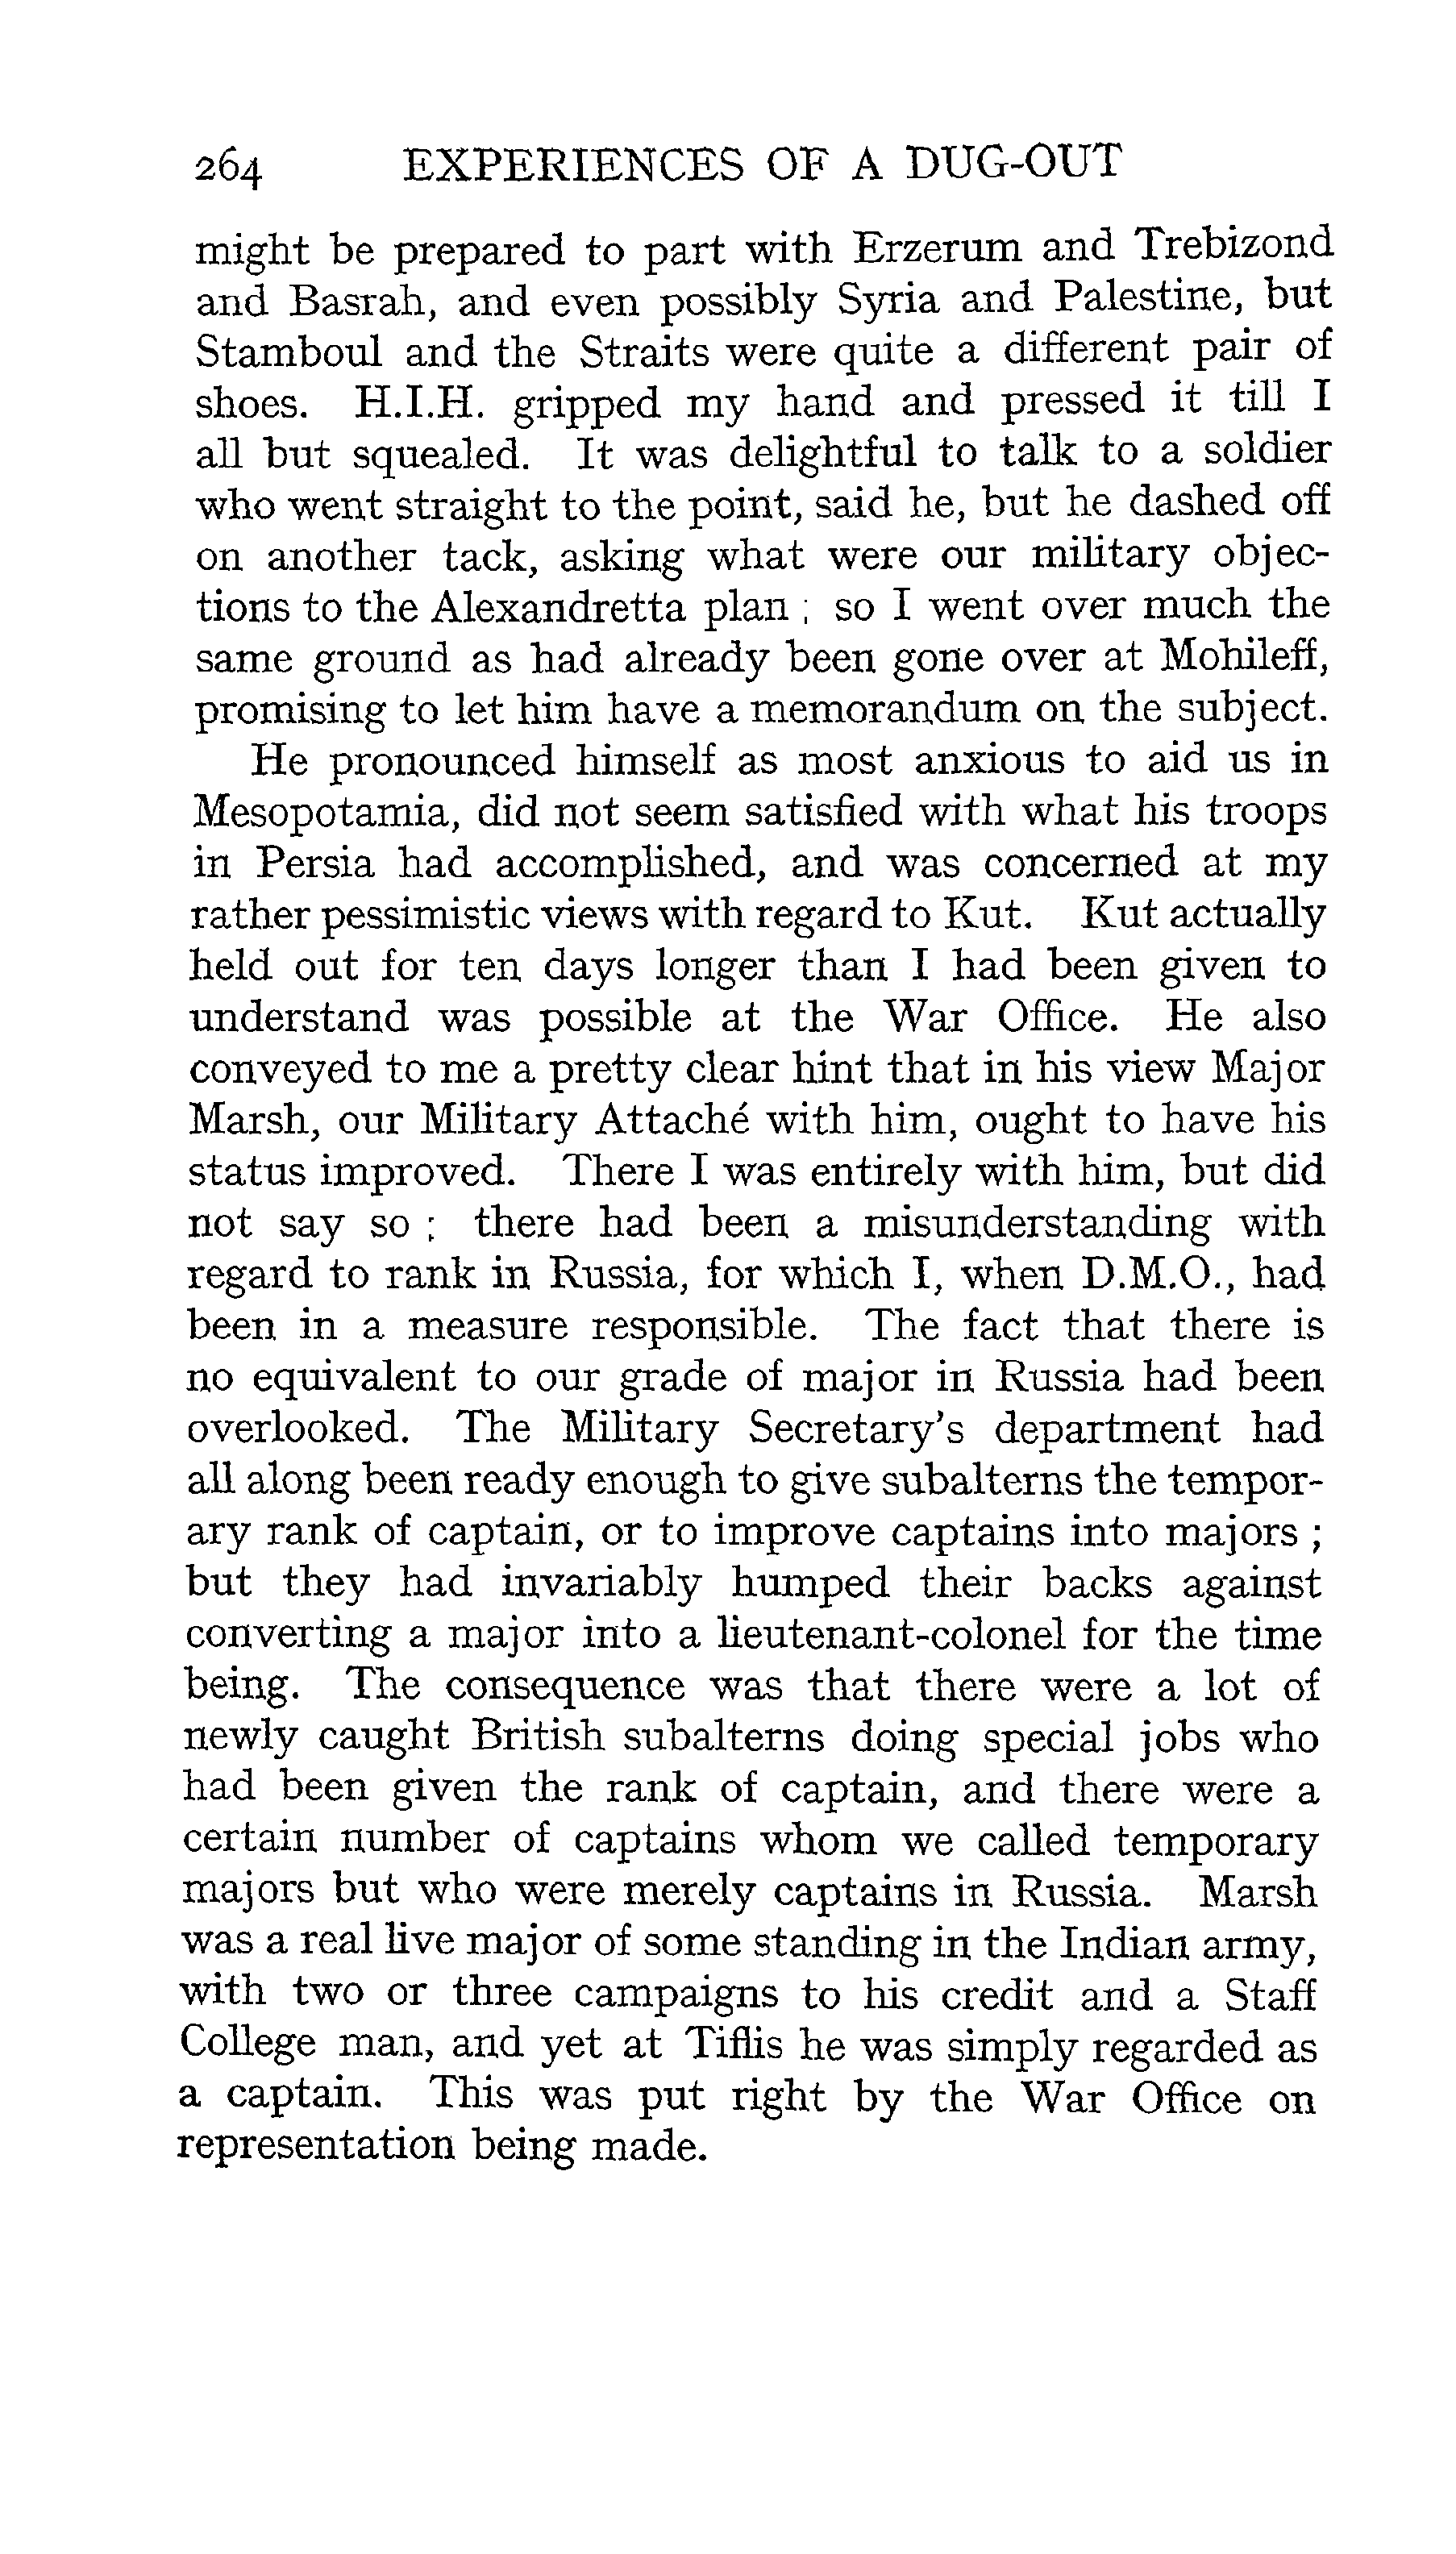 264 EXPERIENCES OF A DUG-OUT
might be prepared to part with Erzerum and Trebizond
and Basrah, and even possibly Syria and Palestine, but
Stamboul and the Straits were quite a different pair of
shoes. H.I.H. gripped my hand and pressed it till I
all but squealed. It was delightful to talk to a soldier
who went straight to the point, said he, but he dashed off
on another tack, asking what were our military objec-
tions to the Alexandretta plan ; so I went over much the
same ground as had already been gone over at Mohileff,
promising to let him have a memorandum on the subject.
He pronounced himself as most anxious to aid us in
Mesopotamia, did not seem satisfied with what his troops
in Persia had accomplished, and was concerned at my
rather pessimistic views with regard to Kut. Kut actually
held out for ten days longer than I had been given to
understand was possible at the War Office. He also
conveyed to me a pretty clear hint that in his view Major
Marsh, our Military Attaché with him, ought to have his
status improved. There I was entirely with him, but did
not say so ; there had been a misunderstanding with
regard to rank in Russia, for which I, when D.M.O., had
been in a measure responsible. The fact that there is
no equivalent to our grade of major in Russia had been
overlooked. The Military Secretary's department had
all along been ready enough to give subalterns the tempor-
ary rank of captain, or to improve captains into majors ;
but they had invariably humped their backs against
converting a major into a lieutenant-colonel for the time
being. The consequence was that there were a lot of
newly caught British subalterns doing special jobs who
had been given the rank of captain, and there were a
certain number of captains whom we called temporary
majors but who were merely captains in Russia. Marsh
was a real live major of some standing in the Indian army,
with two or three campaigns to his credit and a Staff
College man, and yet at Tiflis he was simply regarded as
a captain. This was put right by the War Office on
representation being made.